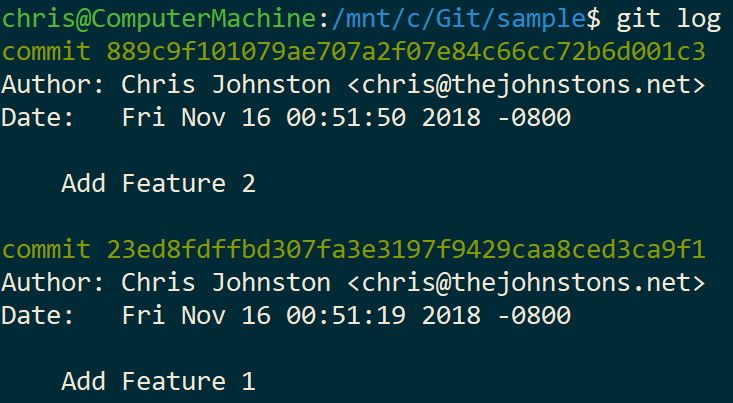 chris@ComputerMachine:/mnt/c/Git/sample$ git log
commit 889c9f101079ae707a2f07e84c66cc72b6d001c3
Author: Chris Johnston <chris@thejohnstons.net>
Date:   Fri Nov 16 00:51:50 2018 -0800
    Add Feature 2
commit 23ed8fdffbd307fa3e3197f9429caa8ced3ca9f1
Author: Chris Johnston <chris@thejohnstons.net>
Date:   Fri Nov 16 00:51:19 2018 -0800
    Add Feature 1